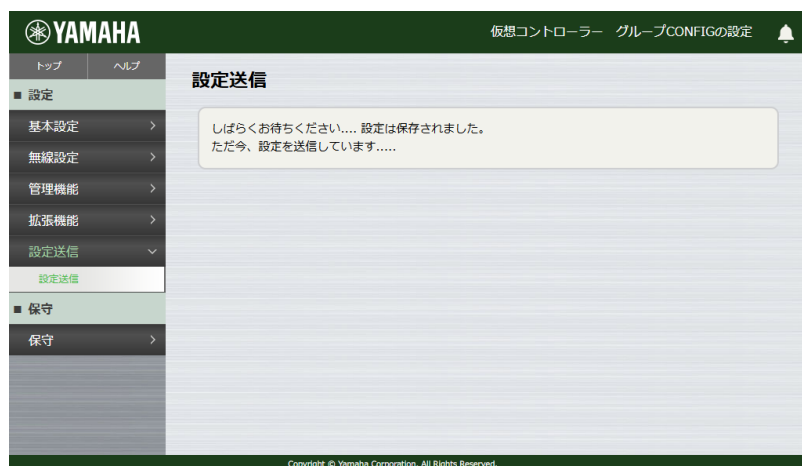 YAMAHA
仮想コントローラー グループCONFIGの設定
トップ ヘルプ
■ 設定
基本設定
無線設定
管理機能
拡張機能
設定送信
設定送信
■ 保守
保守
設定送信
しばらくお待ちください.... 設定は保存されました。
ただ今、設定を送信しています.....
Copyright © Yamaha Corporation. All Rights Reserved.